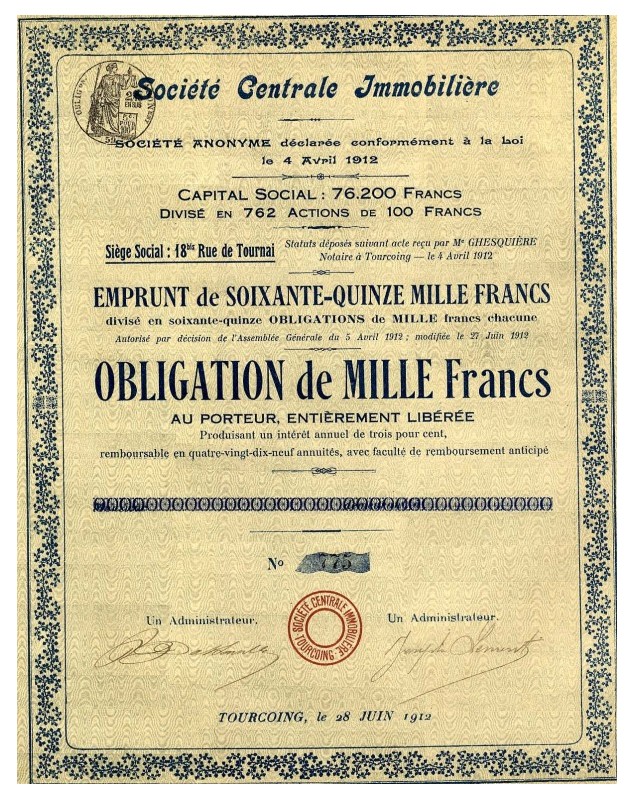 Société Centrale Immobilière
SOCIÉTÉ ANONYME déclarée conformément à la Loi
le 4 Avril 1912
CAPITAL SOCIAL : 76.200 FRANCS
DIVISÉ EN 762 ACTIONS DE 100 FRANCS
Siège Social : 18bis Rue de Tournai
Statuts déposés suivant acte reçu par Me GHESQUIÈRE
Notaire à Tourcoing — le 4 Avril 1912
EMPRUNT de SOIXANTE-QUINZE MILLE FRANCS
divisé en soixante-quinze OBLIGATIONS de MILLE francs chacune
Autorisé par décision de l'Assemblée Générale du 5 Avril 1912 ; modifiée le 27 Juin 1912
OBLIGATION de MILLE Francs
AU PORTEUR, ENTIÈREMENT LIBÉRÉE
Produisant un intérêt annuel de trois pour cent,
remboursable en quatre-vingt-dix-neuf annuités, avec faculté de remboursement anticipé
No 775
Un Administrateur.
Un Administrateur.
SOCIÉTÉ CENTRALE IMMOBILIÈRE
TOURCOING
TOURCOING, le 28 JUIN 1912